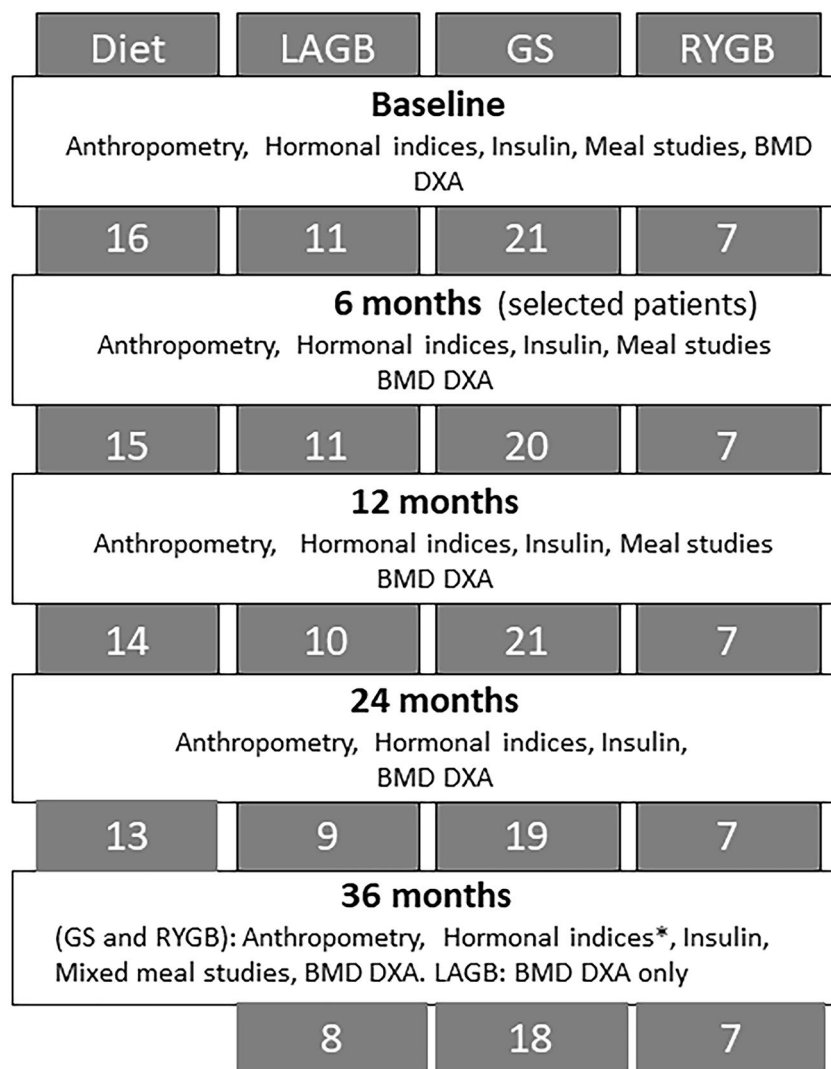 Diet LAGB GS RYGB
Baseline
Anthropometry, Hormonal indices, Insulin, Meal studies, BMD
DXA
16 11 21 7
6 months (selected patients)
Anthropometry, Hormonal indices, Insulin, Meal studies
BMD DXA
15 11 20 7
12 months
Anthropometry, Hormonal indices, Insulin, Meal studies
BMD DXA
14 10 21 7
24 months
Anthropometry, Hormonal indices, Insulin,
BMD DXA
13 9 19 7
36 months
(GS and RYGB): Anthropometry, Hormonal indices*, Insulin,
Mixed meal studies, BMD DXA. LAGB: BMD DXA only
8 18 7